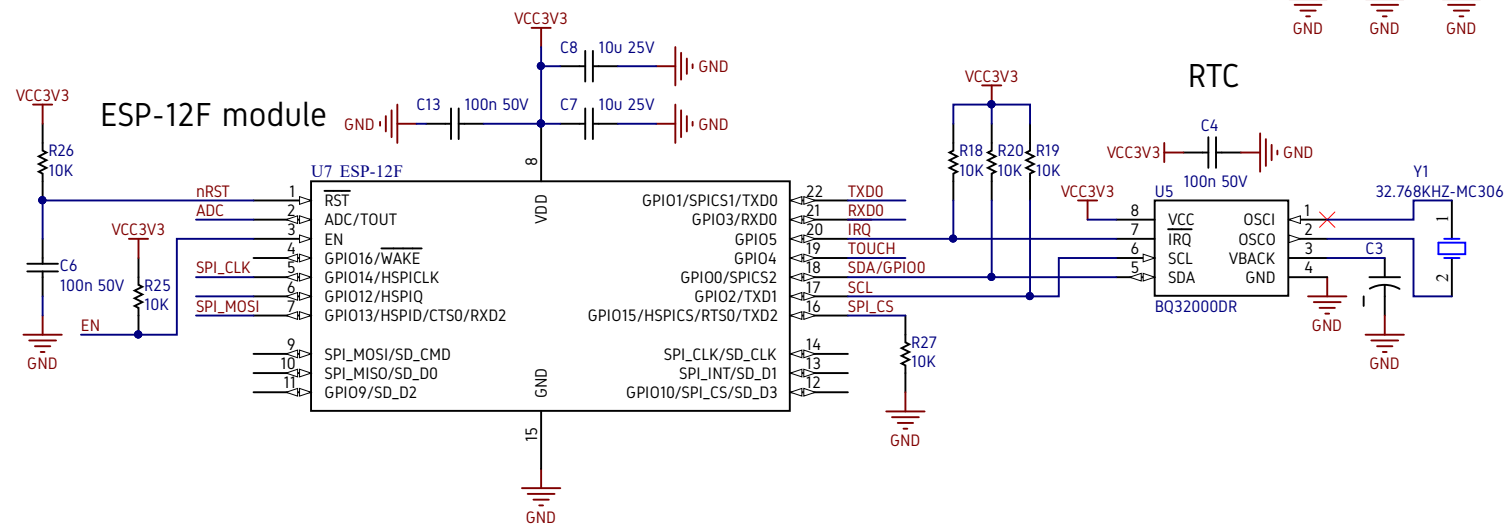 GND GND GND
VCC3V3
C8 10u 25V
GND
RTC
VCC3V3
VCC3V3
ESP-12F module
C13 100n 50V
GND
C7 10u 25V
GND
C4
VCC3V3
GND
100n 50V
R26
10K
R18
10K
R20
10K
R19
10K
Y1
32.768KHZ-MC306
U7 ESP-12F
8
VDD
nRST 1 RST
ADC 2 ADC/TOUT
3 EN
4 GPIO16/WAKE
SPI_CLK 5 GPIO14/HSPICLK
6 GPIO12/HSPIQ
SPI_MOSI 7 GPIO13/HSPID/CTS0/RXD2
9 SPI_MOSI/SD_CMD
10 SPI_MISO/SD_D0
11 GPIO9/SD_D2
VCC3V3
C6
100n 50V
R25
10K
EN
GND
GPIO1/SPICS1/TXD0 22 TXD0
GPIO3/RXD0 21 RXD0
GPIO5 20 IRQ
GPIO4 19 TOUCH
GPIO0/SPICS2 18 SDA/GPIO0
GPIO2/TXD1 17 SCL
GPIO15/HSPICS/RTS0/TXD2 16 SPI_CS
SPI_CLK/SD_CLK 14
SPI_INT/SD_D1 13
GPIO10/SPI_CS/SD_D3 12
GND
15
GND
R27
10K
GND
VCC3V3
U5
8 VCC OSCI 1
7 IRQ OSCO 2
6 SCL VBACK 3
5 SDA GND 4
BQ32000DR
GND
C3
GND
1
2